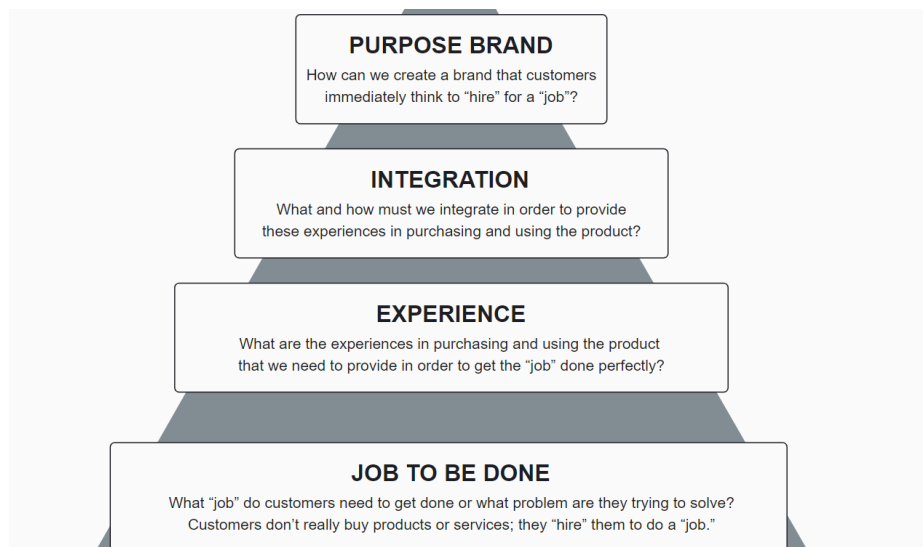 PURPOSE BRAND
How can we create a brand that customers
immediately think to “hire” for a “job”?
INTEGRATION
What and how must we integrate in order to provide
these experiences in purchasing and using the product?
EXPERIENCE
What are the experiences in purchasing and using the product
that we need to provide in order to get the “job” done perfectly?
JOB TO BE DONE
What “job” do customers need to get done or what problem are they trying to solve?
Customers don’t really buy products or services; they “hire” them to do a “job.”